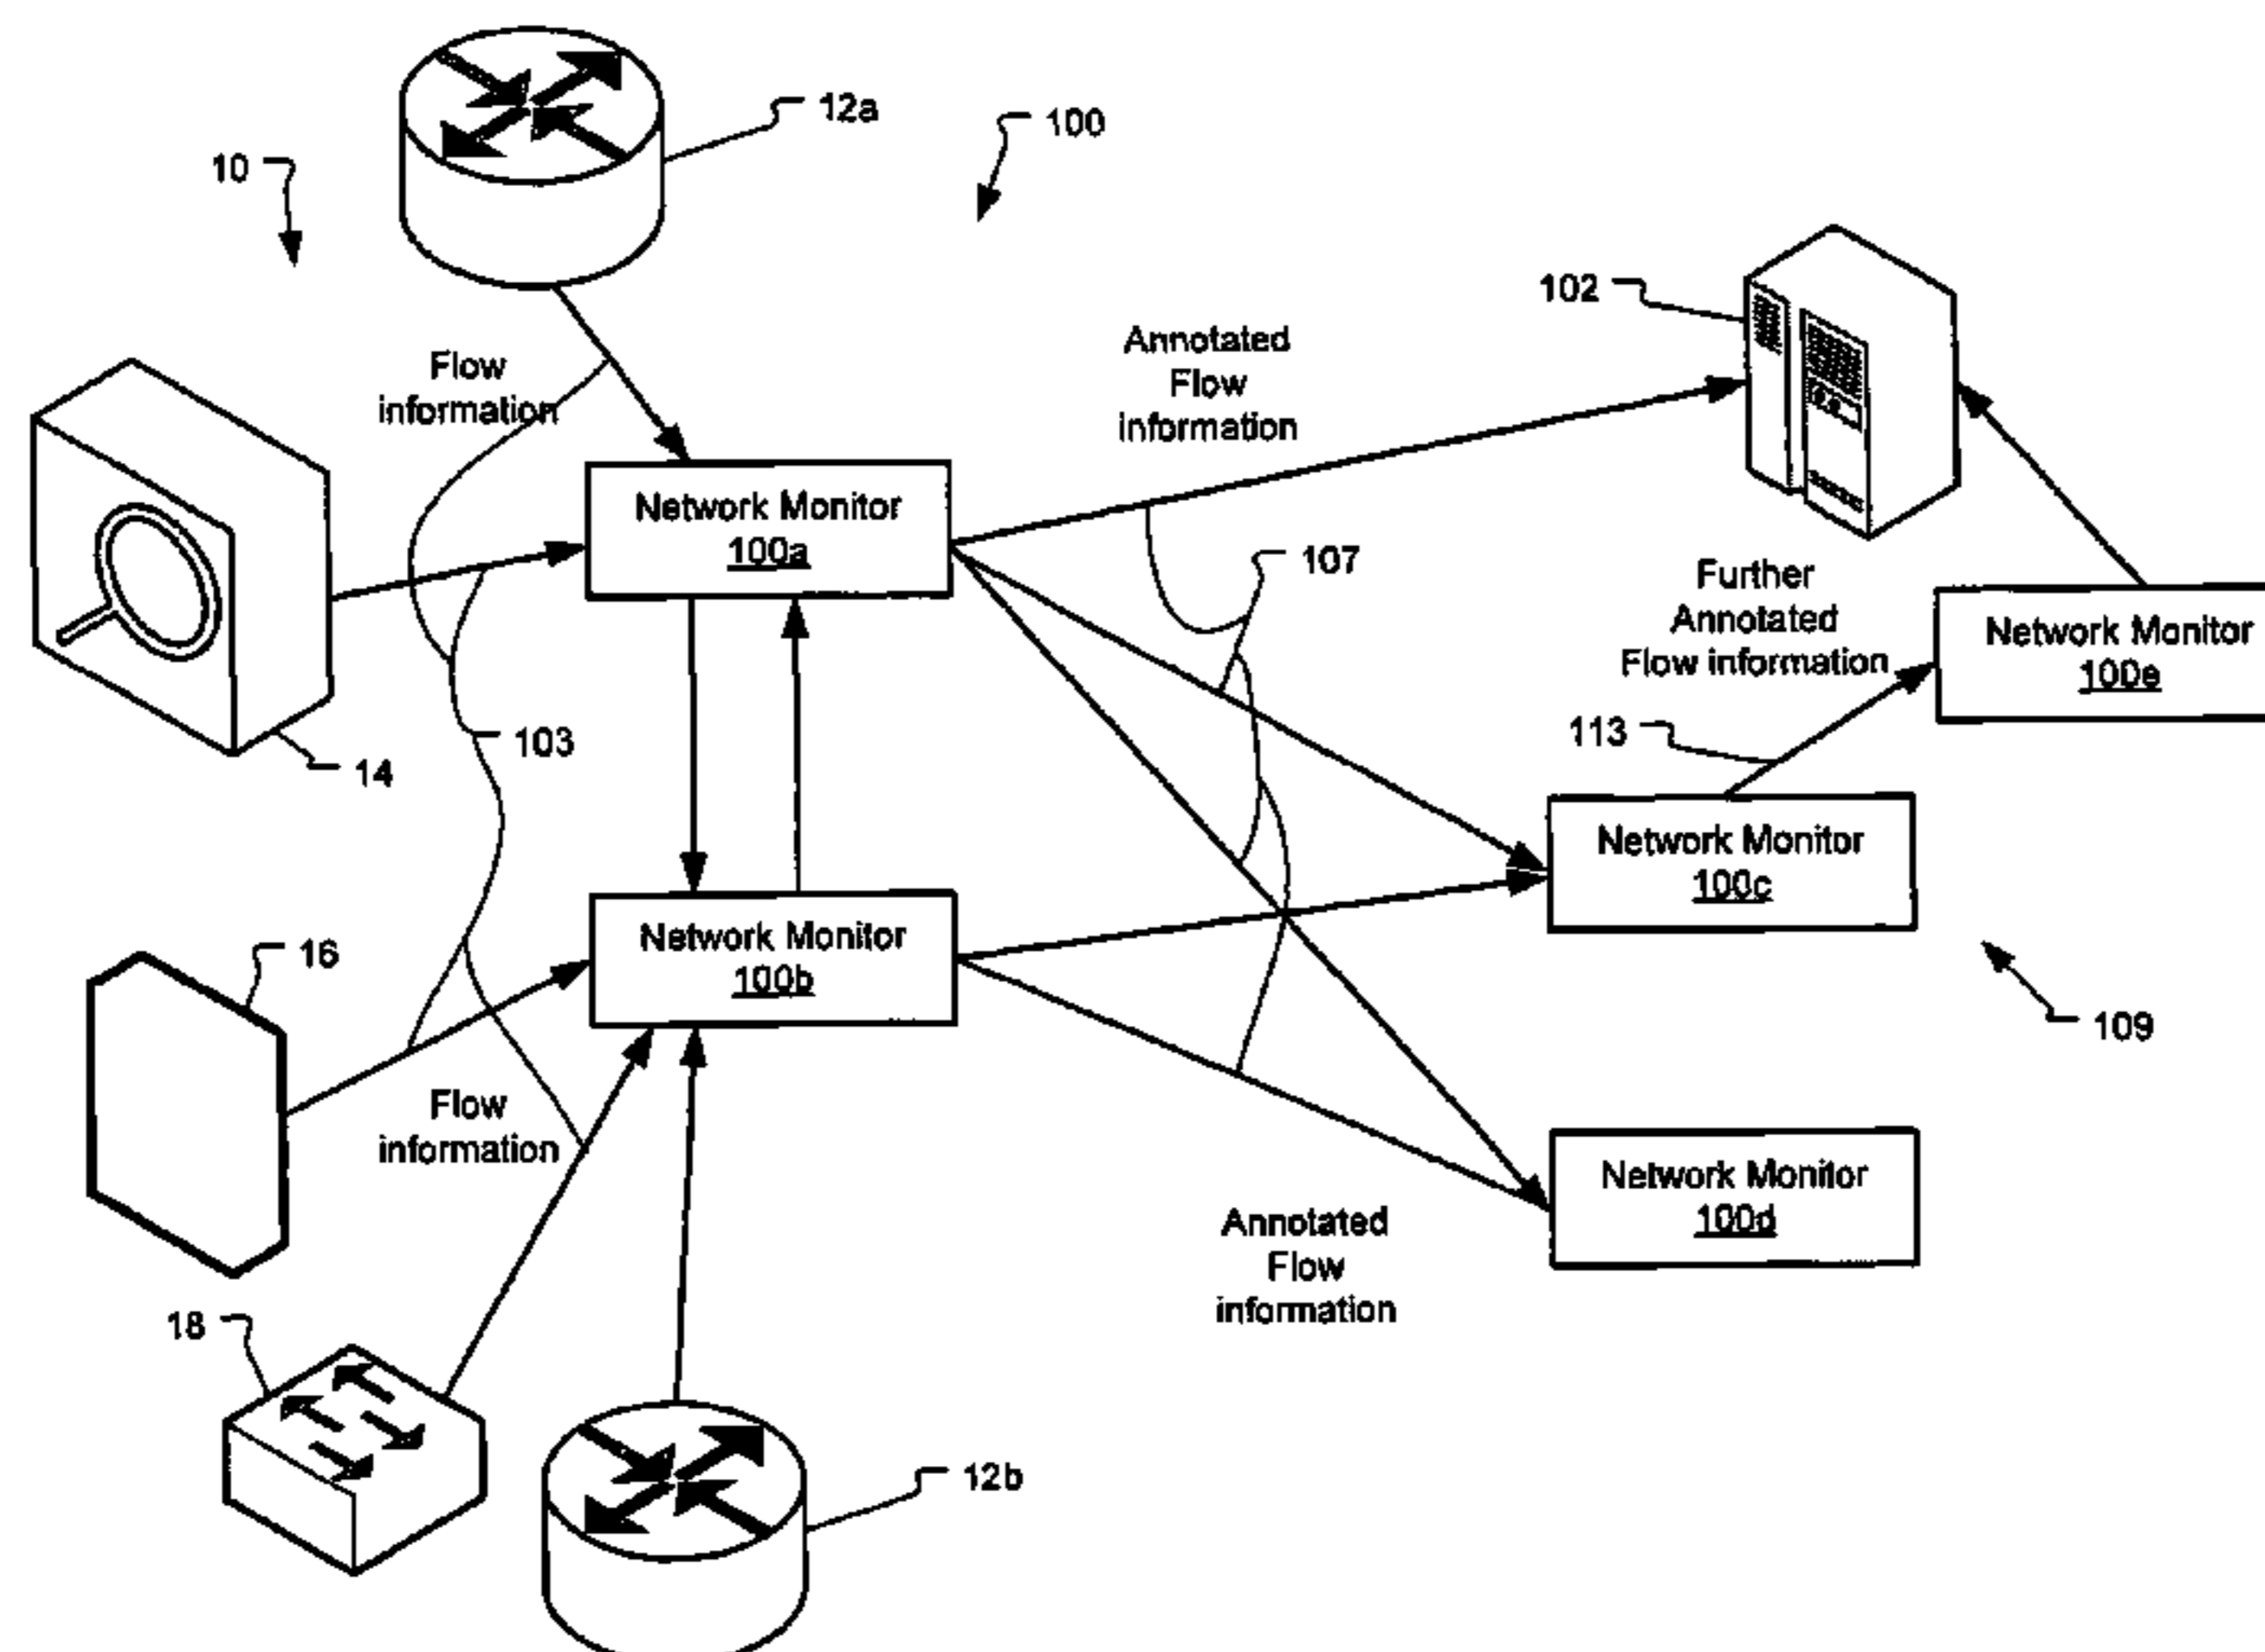 12a
100
10
102
Annotated
Flow
information
Flow
information
Network Monitor
100a
107
Further
Annotated
Flow information
Network Monitor
100e
103
113
14
Network Monitor
100c
16
Network Monitor
100b
109
Flow
information
Network Monitor
100d
Annotated
Flow
information
18
12b